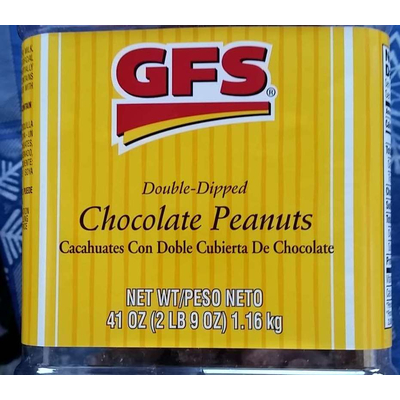 GFS®
Double-Dipped
Chocolate Peanuts
Cacahuates Con Doble Cubierta De Chocolate
NET WT/PESO NETO
41 OZ (2 LB 9 OZ) 1.16 kg